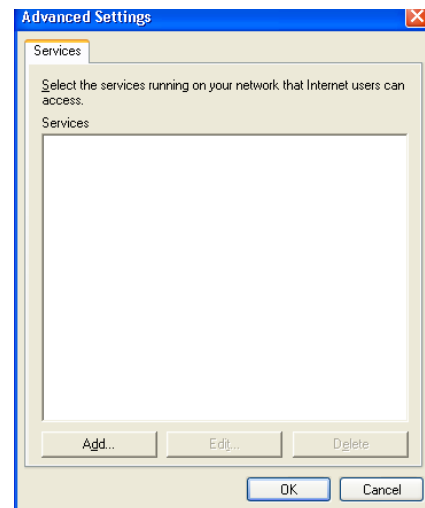 Advanced Settings
Services
Select the services running on your network that Internet users can
access.
Services
Add...
Edit...
Delete
OK
Cancel